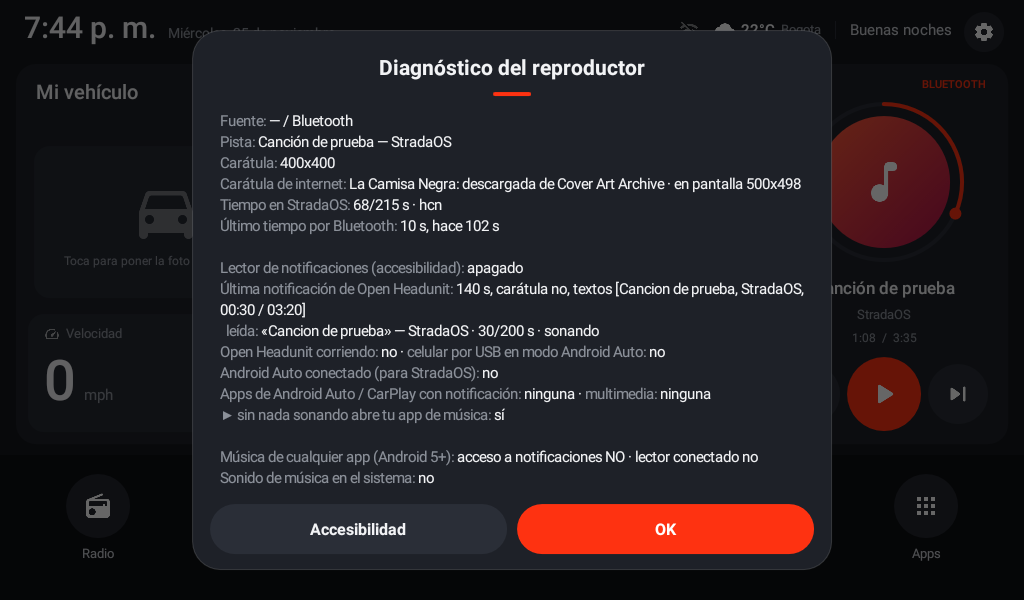 7:44 p. m.
22°C Bogota
Buenas noches
Mi vehículo
BLUETOOTH
Diagnóstico del reproductor
Fuente: — / Bluetooth
Pista: Canción de prueba — StradaOS
Carátula: 400x400
Carátula de internet: La Camisa Negra: descargada de Cover Art Archive · en pantalla 500x498
Tiempo en StradaOS: 68/215 s · hcn
Último tiempo por Bluetooth: 10 s, hace 102 s
Lector de notificaciones (accesibilidad): apagado
Última notificación de Open Headunit: 140 s, carátula no, textos [Cancion de prueba, StradaOS,
00:30 / 03:20]
leída: «Cancion de prueba» — StradaOS · 30/200 s · sonando
Open Headunit corriendo: no · celular por USB en modo Android Auto: no
Android Auto conectado (para StradaOS): no
Apps de Android Auto / CarPlay con notificación: ninguna · multimedia: ninguna
► sin nada sonando abre tu app de música: sí
Música de cualquier app (Android 5+): acceso a notificaciones NO · lector conectado no
Sonido de música en el sistema: no
Accesibilidad
OK
Toca para poner la foto
Velocidad
0 mph
nción de prueba
StradaOS
1:08 / 3:35
Radio
Apps